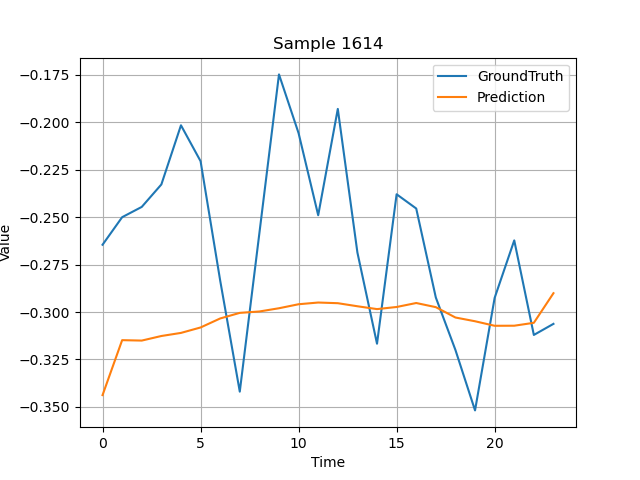 Sample 1614
GroundTruth
Prediction
−0.175
−0.200
−0.225
−0.250
−0.275
−0.300
−0.325
−0.350
Value
0 5 10 15 20
Time